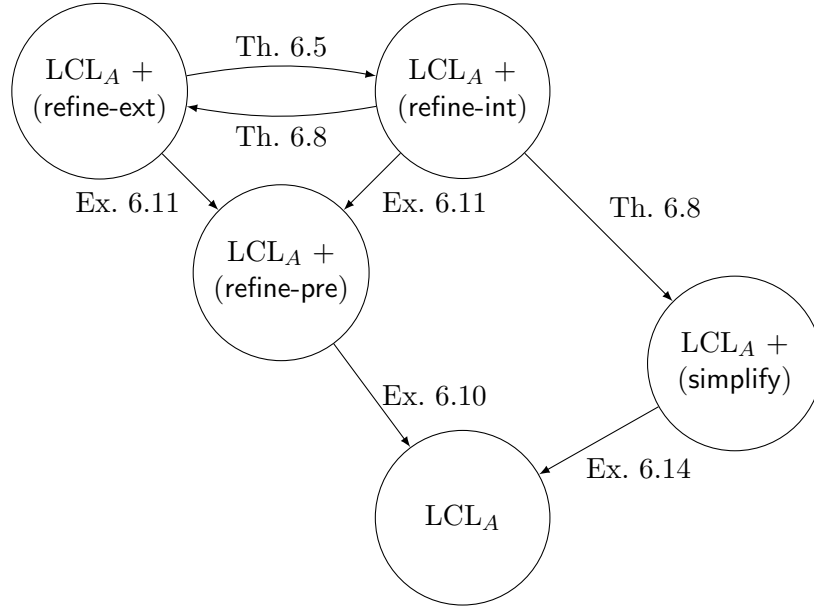 LCL_A +
(refine-ext)
Th. 6.5
Th. 6.8
LCL_A +
(refine-int)
Ex. 6.11
Ex. 6.11
Th. 6.8
LCL_A +
(refine-pre)
LCL_A +
(simplify)
Ex. 6.10
Ex. 6.14
LCL_A